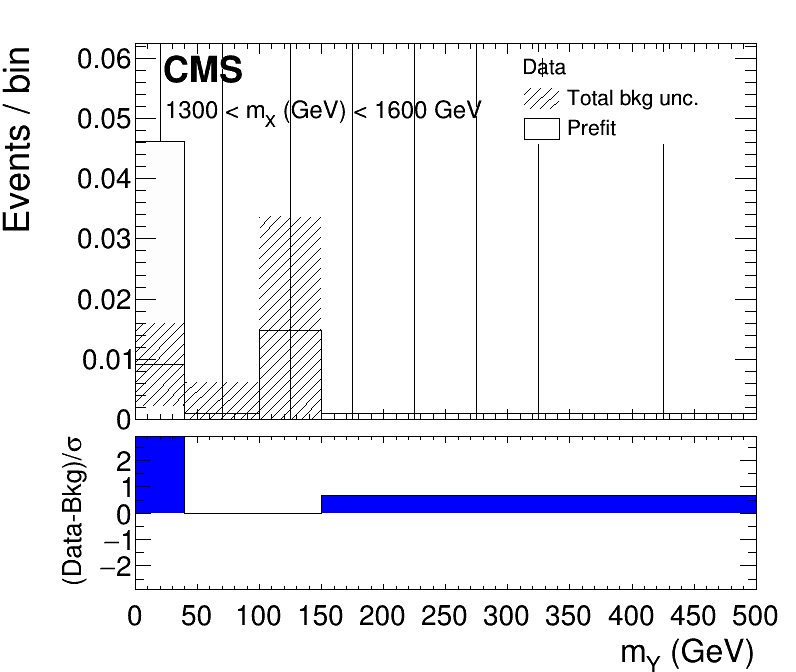 Events / bin
0.06
0.05
0.04
0.03
0.02
0.01
0
CMS
1300 < mX (GeV) < 1600 GeV
Data
Total bkg unc.
Prefit
(Data-Bkg)/σ
2
1
0
−1
−2
0 50 100 150 200 250 300 350 400 450 500
mY (GeV)